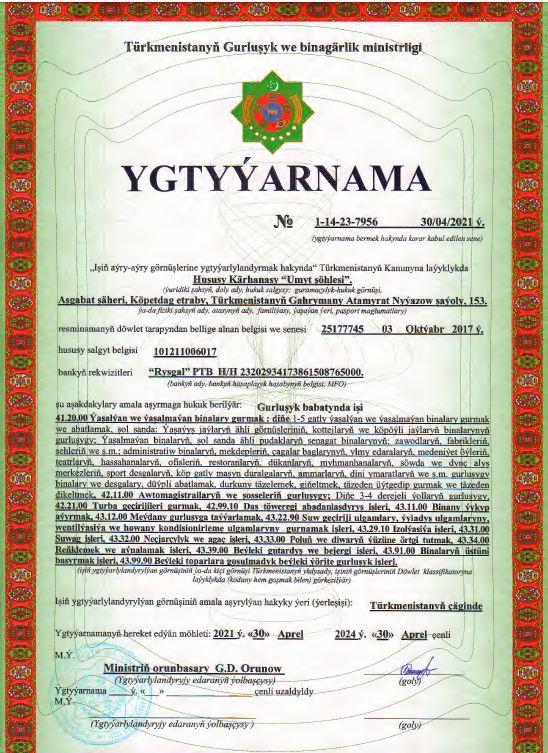 Türkmenistanyň Gurluşyk we binagärlik ministrligi
YGTYÝARNAMA
№ 1-14-23-7956 30/04/2021 ý.
(ygtyýarnama bermek hakynda karar kabul edilen sene)
„Işiň aýry-aýry görnüşlerine ygtyýarlylandyrmak hakynda“ Türkmenistanyň Kanunyna laýyklykda
Hususy Kärhanasy “Umyt şöhlesi”,
(ýuridiki şahsyň, doly ady, hukuk salgysy; guramaçylyk-hukuk görnüşi,
Aşgabat şäheri, Köpetdag etraby, Türkmenistanyň Gahrymany Atamyrat Nyýazow şaýoly, 153.
ýa-da fiziki şahsyň ady, atasynyň ady, familiýasy, ýaşaýan ýeri, pasport maglumatlary)
resminamanyň döwlet tarapyndan bellige alnan belgisi we senesi 25177745 03 Oktýabr 2017 ý.
hususy salgyt belgisi 101211006017
bankyň rekwizitleri “Rysgal” PTB H/H 23202934173861508765000.
(bankyň ady, bankyň hasaplaşyk hasabynyň belgisi, MFO)
şu aşakdakylary amala aşyrmaga hukuk berilýär: Gurluşyk babatynda işi
41.20.00 Ýaşalýan we ýaşalmaýan binalary gurmak : diňe 1-5 gatly ýaşalýan we ýaşalmaýan binalary gurmak
we abatlamak, şol sanda: Ýaşaýyş jaýlaryň ähli görnüşleriniň, kottejlaryň we köpöýli jaýlaryň binalarynyň
gurluşygy; Ýaşalmaýan binalaryň, şol sanda ähli pudaklaryň senagat binalarynyň: zawodlaryň, fabrikleriň,
sehleriň we ş.m.; administratiw binalaryň, mekdepleriň, çagalar baglarynyň, ylmy edaralaryň, medeniýet öýleriň,
teatrlaryň, hassahanalaryň, ofisleriň, restoranlaryň, dükanlaryň, myhmanhanalaryň, söwda we dynç alyş
merkezleriň, sport desgalaryň, köp gatly maşyn duralgalaryň, ammarlaryň, dini ymaratlaryň we ş.m. gurluşygy
binalary we desgalary, düýpli abatlamak, durkuny täzelemek, giňeltmek, täzeden üýtgedip gurmak we täzeden
dikeltmek, 42.11.00 Awtomagistrallaryň we şosseleriň gurluşygy; Diňe 3-4 derejeli ýollaryň gurluşygy,
42.21.00 Turba geçirijileri gurmak, 42.99.10 Daş töweregi abadanlaşdyryş işleri, 43.11.00 Binany ýykyp
aýyrmak, 43.12.00 Meýdany gurluşyga taýýarlamak, 43.22.90 Suw geçiriji ulgamlary, ýyladyş ulgamlaryny,
wentilýasiýa we howany kondisionirleme ulgamlaryny gurnamak işleri, 43.29.10 Izolýasiýa işleri, 43.31.00
Suwag işleri, 43.32.00 Neçjarçylyk we agaç işleri, 43.33.00 Poluň we diwaryň ýüzüne örtgi tutmak, 43.34.00
Reňklemek we aýnalamak işleri, 43.39.00 Beýleki gutardyş we bejergi işleri, 43.91.00 Binalaryň üstüni
basyrmak işleri, 43.99.90 Beýleki toparlara goşulmadyk beýleki ýörite gurluşyk işleri.
(işiň ygtyýarlylandyrylýan görnüşiniň ýa-da kiçi görnüşi Türkmenistanyň ykdysady, işiniň görnüşleriniň Döwlet klassifikatoryna
laýyklykda (koduny hem goşmak bilen) görkezilýär)
Işiň ygtyýarlylandyrylýan görnüşiniň amala aşyrylýan hakyky ýeri (ýerleşişi): Türkmenistanyň çäginde
Ygtyýarnamanyň hereket edýän möhleti: 2021 ý. «30» Aprel 2024 ý. «30» Aprel çenli
M.Ý.
Ministriň orunbasary G.D. Orunow
(Ygtyýarlylandyryjy edaranyň ýolbaşçysy) (goly)
Ygtyýarnama ý. « » çenli uzaldyldy
M.Ý.
(Ygtyýarlylandyryjy edaranyň ýolbaşçysy ) (goly)